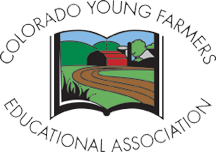 COLORADO YOUNG FARMERS
EDUCATIONAL ASSOCIATION